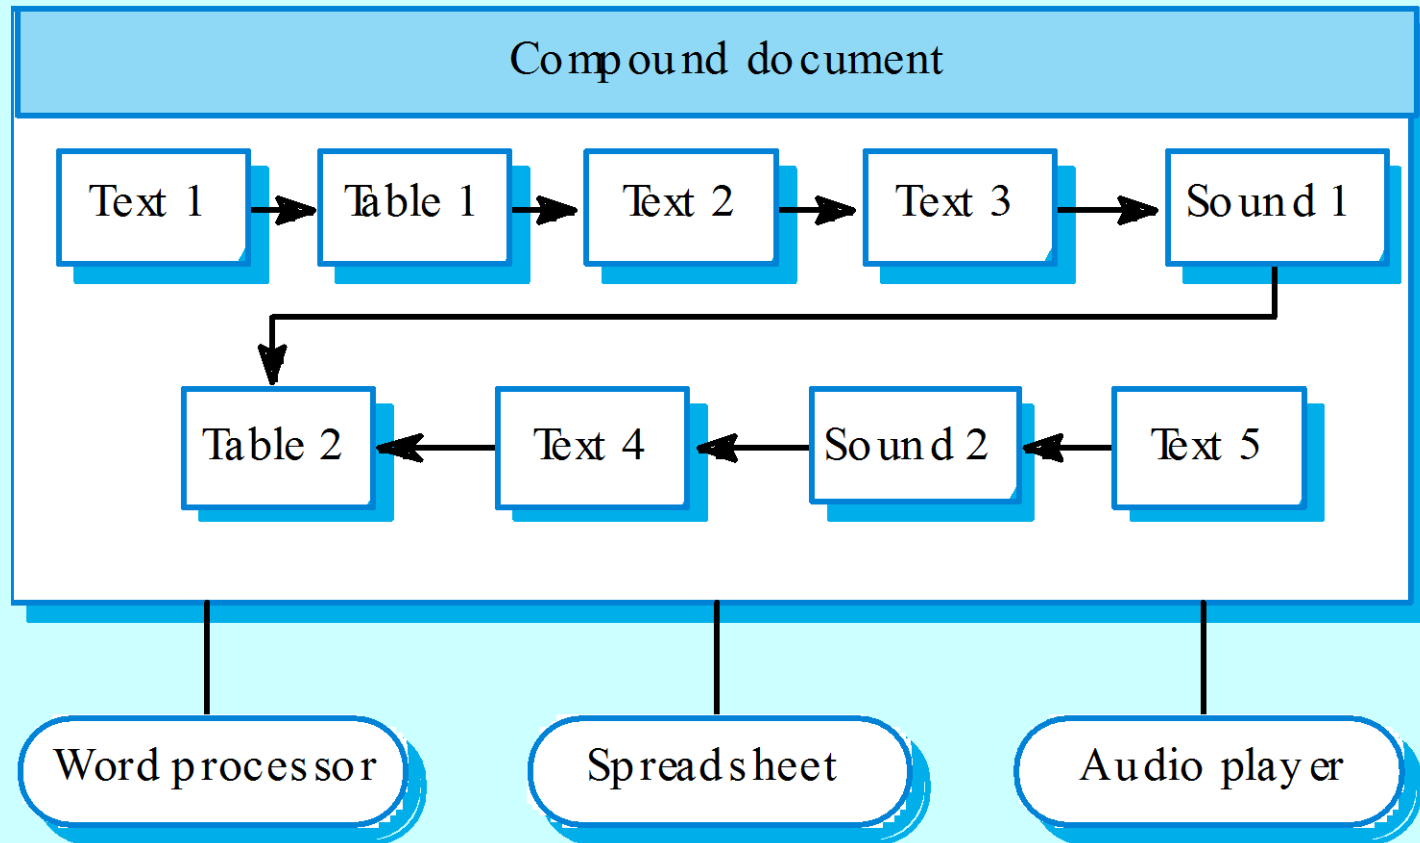 Compound document
Text 1
Table 1
Text 2
Text 3
Sound 1
Table 2
Text 4
Sound 2
Text 5
Word processor
Spreadsheet
Audio player